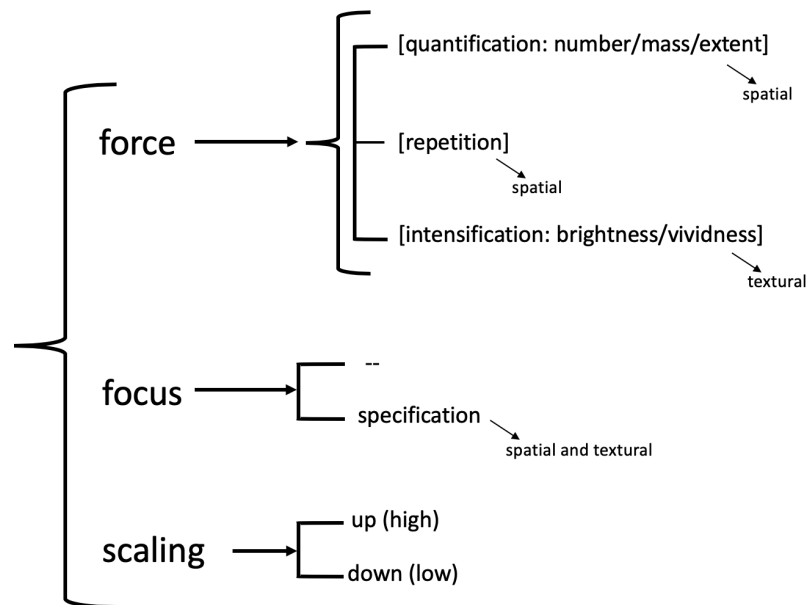 force
[quantification: number/mass/extent]
spatial
[repetition]
spatial
[intensification: brightness/vividness]
textural
focus
--
specification
spatial and textural
scaling
up (high)
down (low)